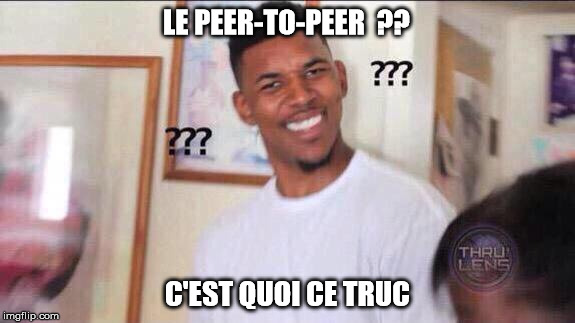 LE PEER-TO-PEER ??
???
???
THRU'
LENS
C'EST QUOI CE TRUC
imgflip.com